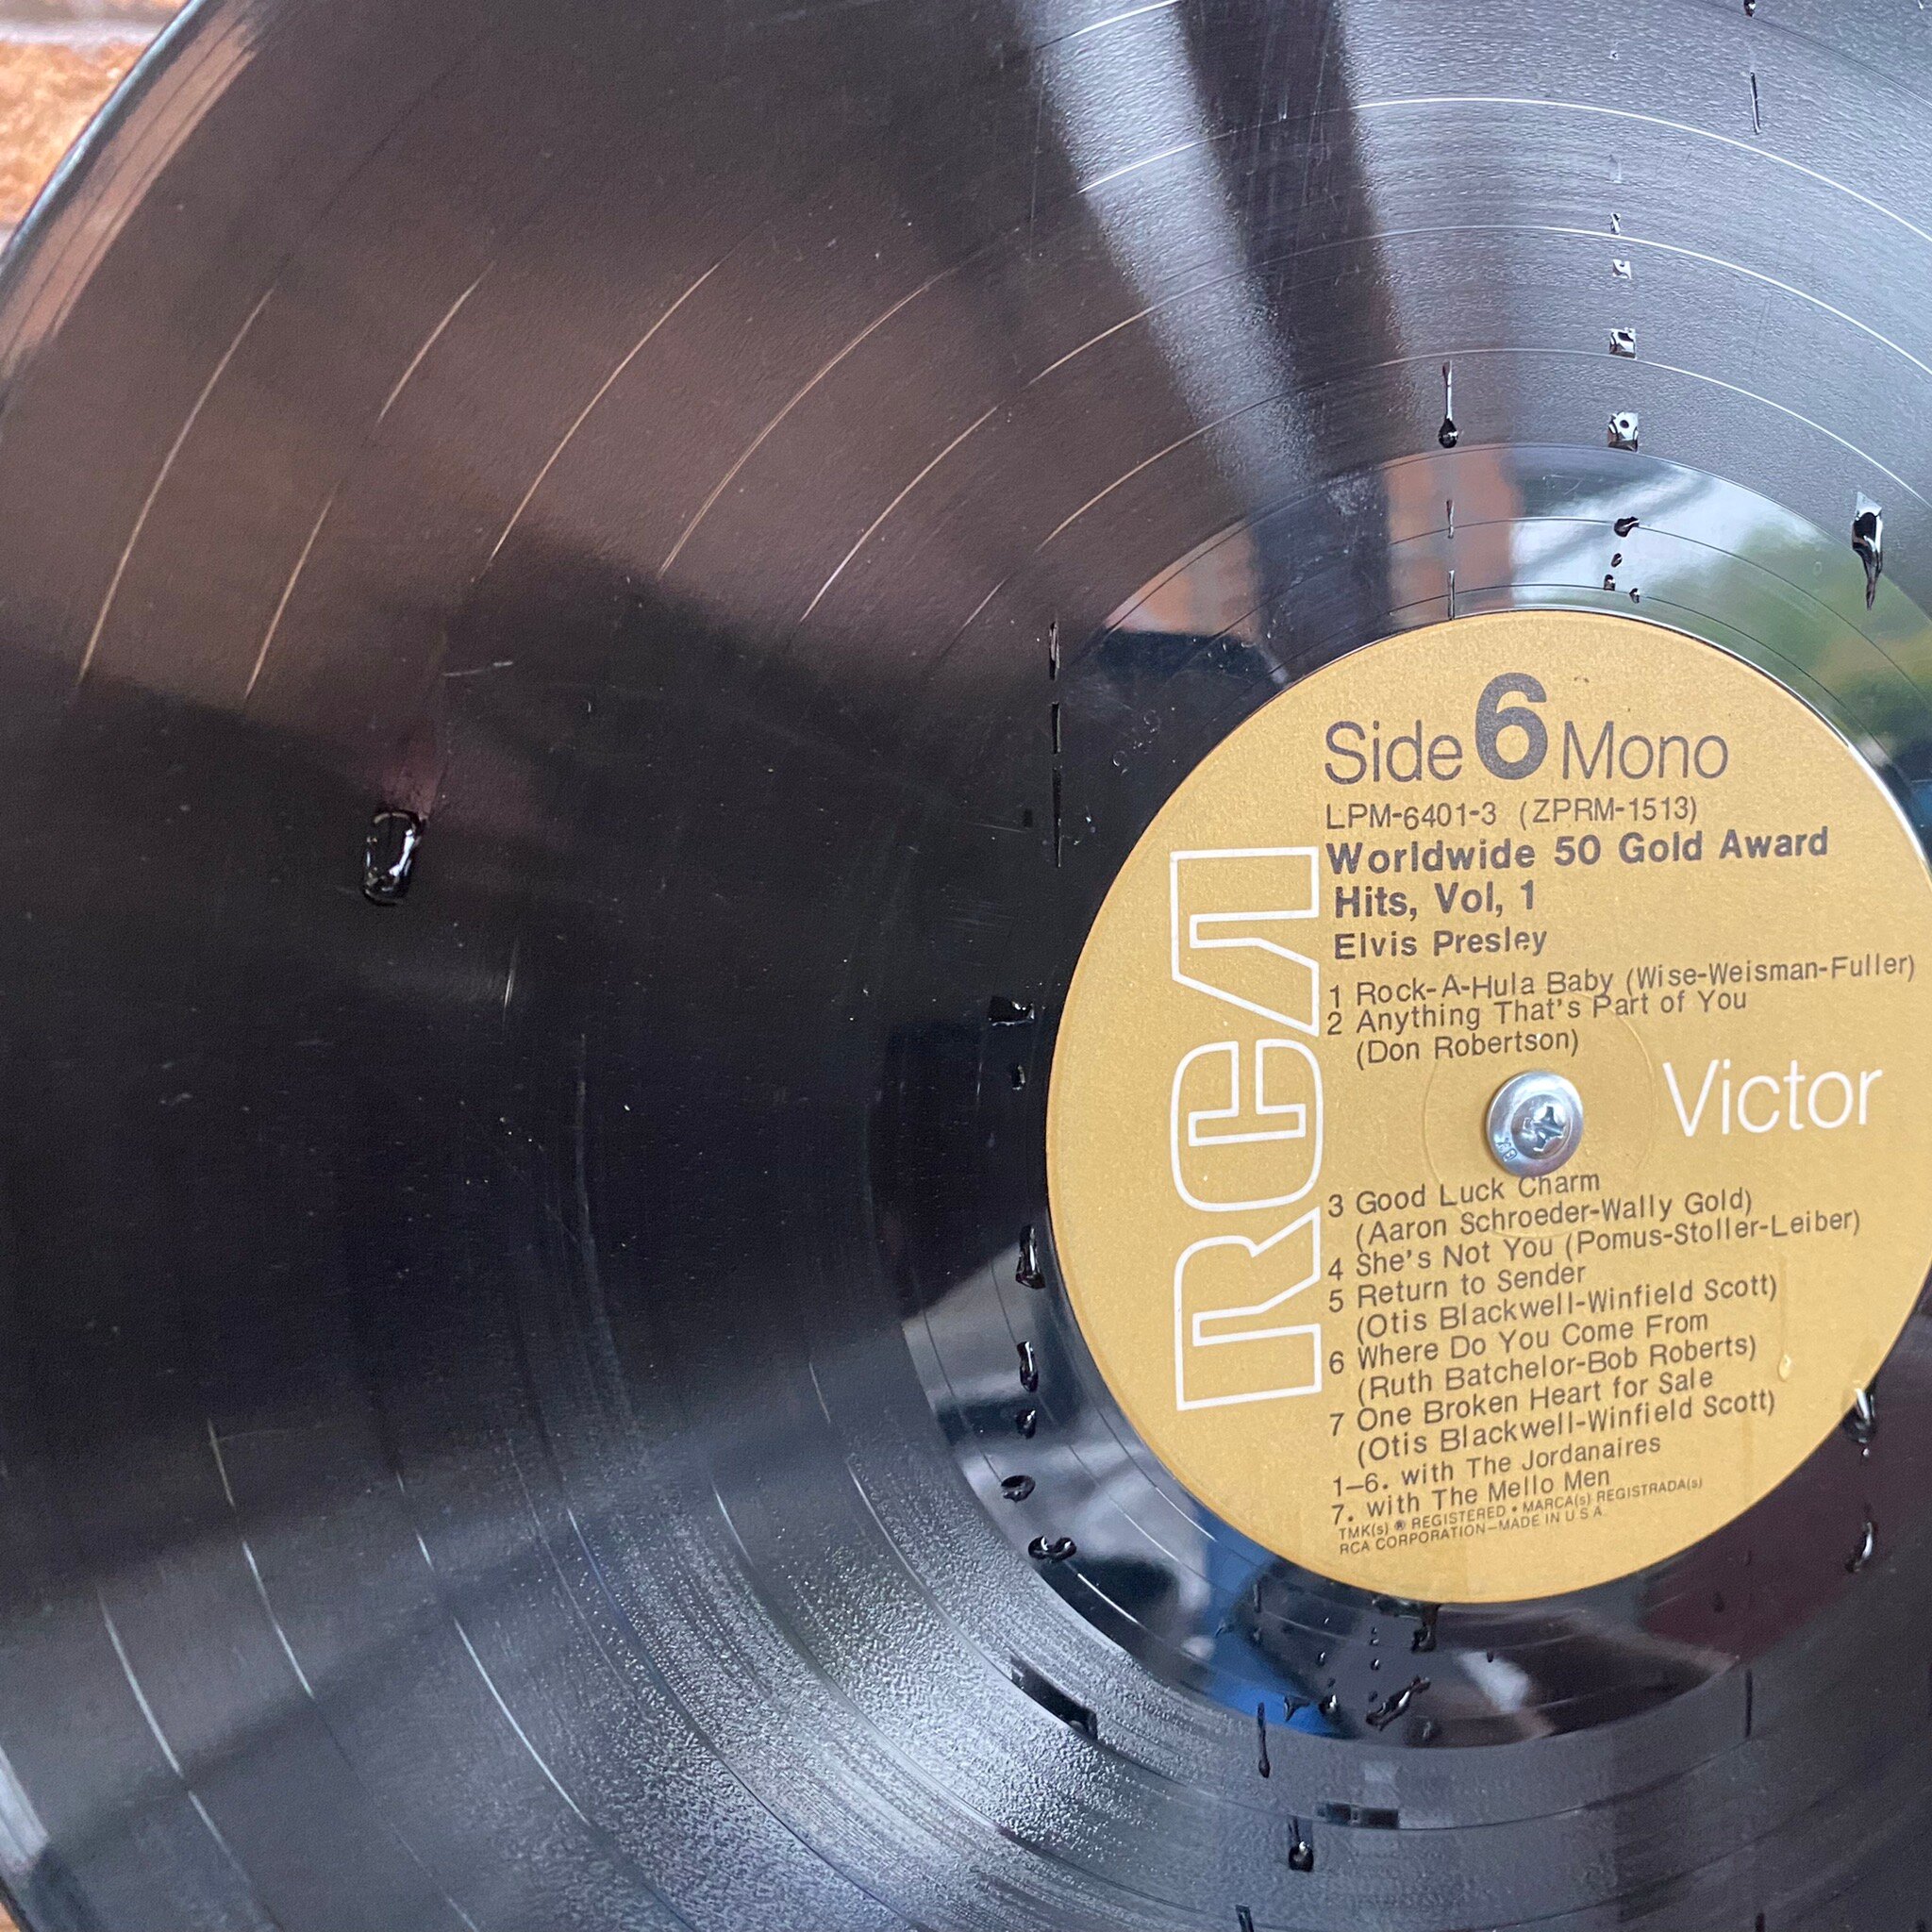 Side 6 Mono
LPM-6401-3 (ZPRM-1513)
Worldwide 50 Gold Award
Hits, Vol, 1
Elvis Presley
1 Rock-A-Hula Baby (Wise-Weisman-Fuller)
2 Anything That's Part of You
(Don Robertson)
RCA
Victor
3 Good Luck Charm
(Aaron Schroeder-Wally Gold)
4 She's Not You (Pomus-Stoller-Leiber)
5 Return to Sender
(Otis Blackwell-Winfield Scott)
6 Where Do You Come From
(Ruth Batchelor-Bob Roberts)
7 One Broken Heart for Sale
(Otis Blackwell-Winfield Scott)
1–6. with The Jordanaires
7. with The Mello Men
TMK(s) ® REGISTERED • MARCA(s) REGISTRADA(s)
RCA CORPORATION—MADE IN U S A